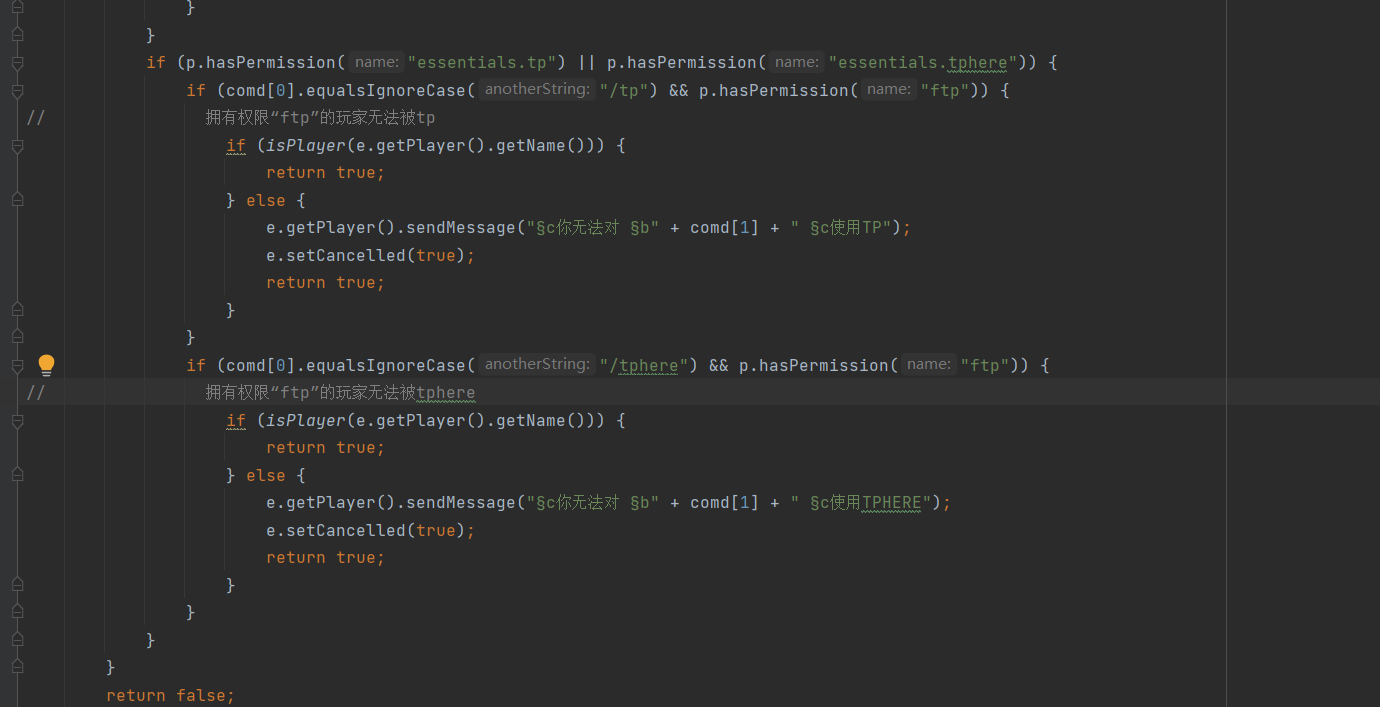 }
}
if (p.hasPermission( name: "essentials.tp") || p.hasPermission( name: "essentials.tphere")) {
if (comd[0].equalsIgnoreCase( anotherString: "/tp") && p.hasPermission( name: "ftp")) {
// 拥有权限“ftp”的玩家无法被tp
if (isPlayer(e.getPlayer().getName())) {
return true;
} else {
e.getPlayer().sendMessage("§c你无法对 §b" + comd[1] + " §c使用TP");
e.setCancelled(true);
return true;
}
}
if (comd[0].equalsIgnoreCase( anotherString: "/tphere") && p.hasPermission( name: "ftp")) {
// 拥有权限“ftp”的玩家无法被tphere
if (isPlayer(e.getPlayer().getName())) {
return true;
} else {
e.getPlayer().sendMessage("§c你无法对 §b" + comd[1] + " §c使用TPHERE");
e.setCancelled(true);
return true;
}
}
}
}
return false;